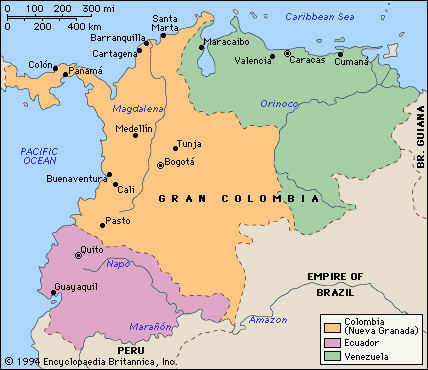 0 100 200 300 mi
0 200 400 km
Caribbean Sea
Santa
Marta
Barranquilla
Cartagena
Maracaibo
Valencia
Caracas
Cumaná
Colón
Panamá
Magdalena
Orinoco
Medellín
Tunja
Bogotá
PACIFIC
OCEAN
BR. GUIANA
Buenaventura
Cali
GRAN COLOMBIA
Pasto
Quito
Napo
Guayaquil
EMPIRE OF
BRAZIL
Marañón
Amazon
PERU
Colombia
(Nueva Granada)
Ecuador
Venezuela
© 1994 Encyclopaedia Britannica, Inc.